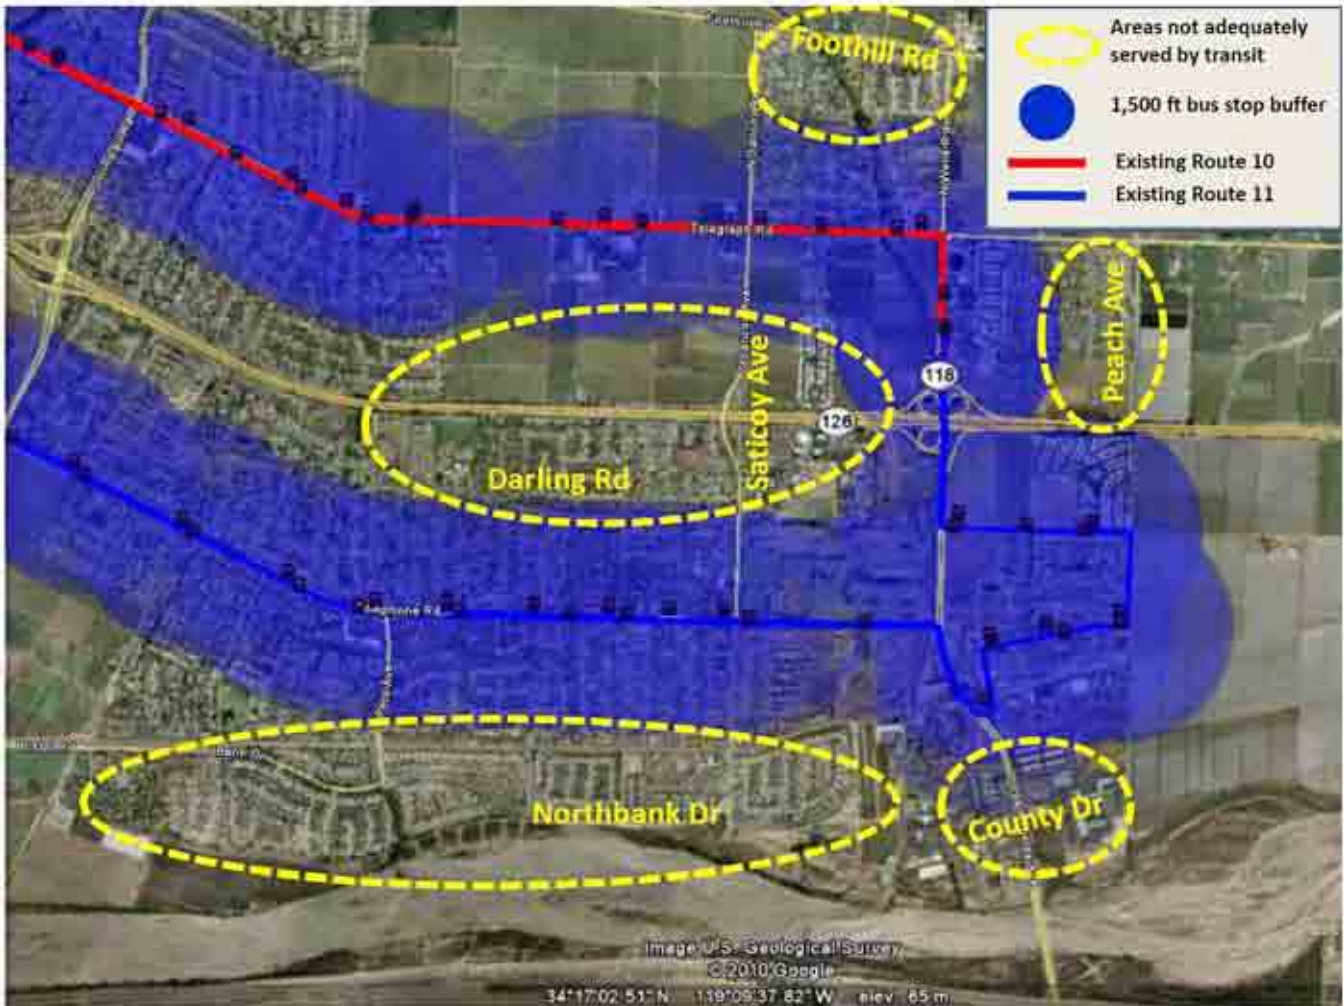 Foothill Rd
Areas not adequately
served by transit
1,500 ft bus stop buffer
Existing Route 10
Existing Route 11
Telegraph Rd
Peach Ave
118
Saticoy Ave
126
Darling Rd
Telephone Rd
Northbank Dr
County Dr
Image U.S. Geological Survey
© 2010 Google
34°17'02.51" N 119°09'37.82" W elev 65 m